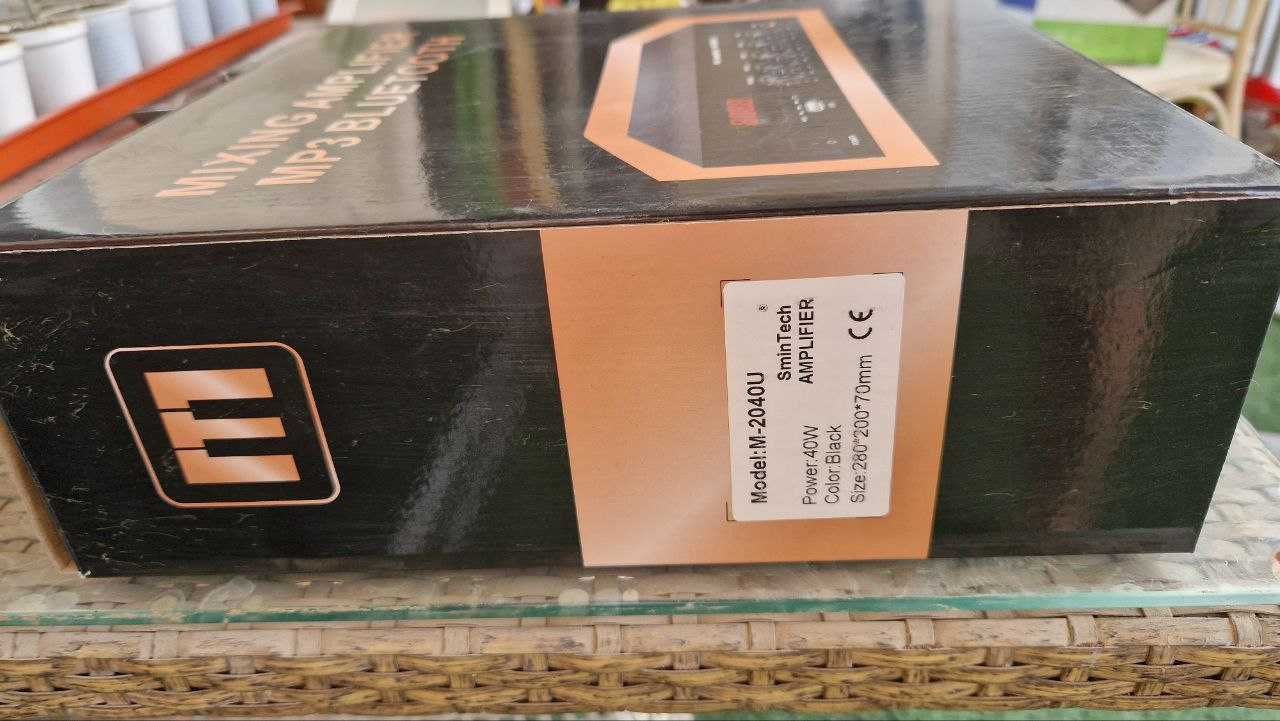 MIXING AMPLIFIER
MP3 BLUETOOTH
Model:M-2040U
SminTech®
AMPLIFIER
Power:40W
Color:Black
Size:280*200*70mm CE